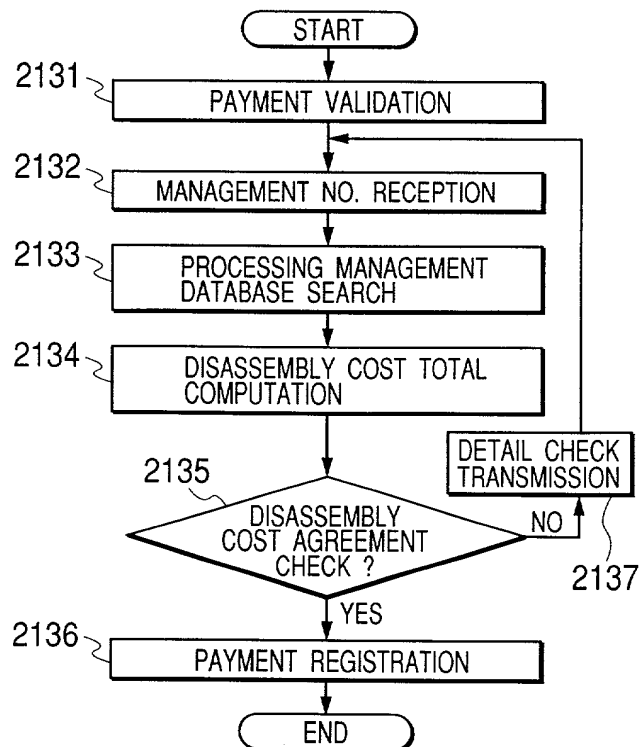 START
2131
PAYMENT VALIDATION
2132
MANAGEMENT NO. RECEPTION
2133
PROCESSING MANAGEMENT
DATABASE SEARCH
2134
DISASSEMBLY COST TOTAL
COMPUTATION
DETAIL CHECK
TRANSMISSION
2135
DISASSEMBLY
COST AGREEMENT
CHECK ?
NO
2137
YES
2136
PAYMENT REGISTRATION
END